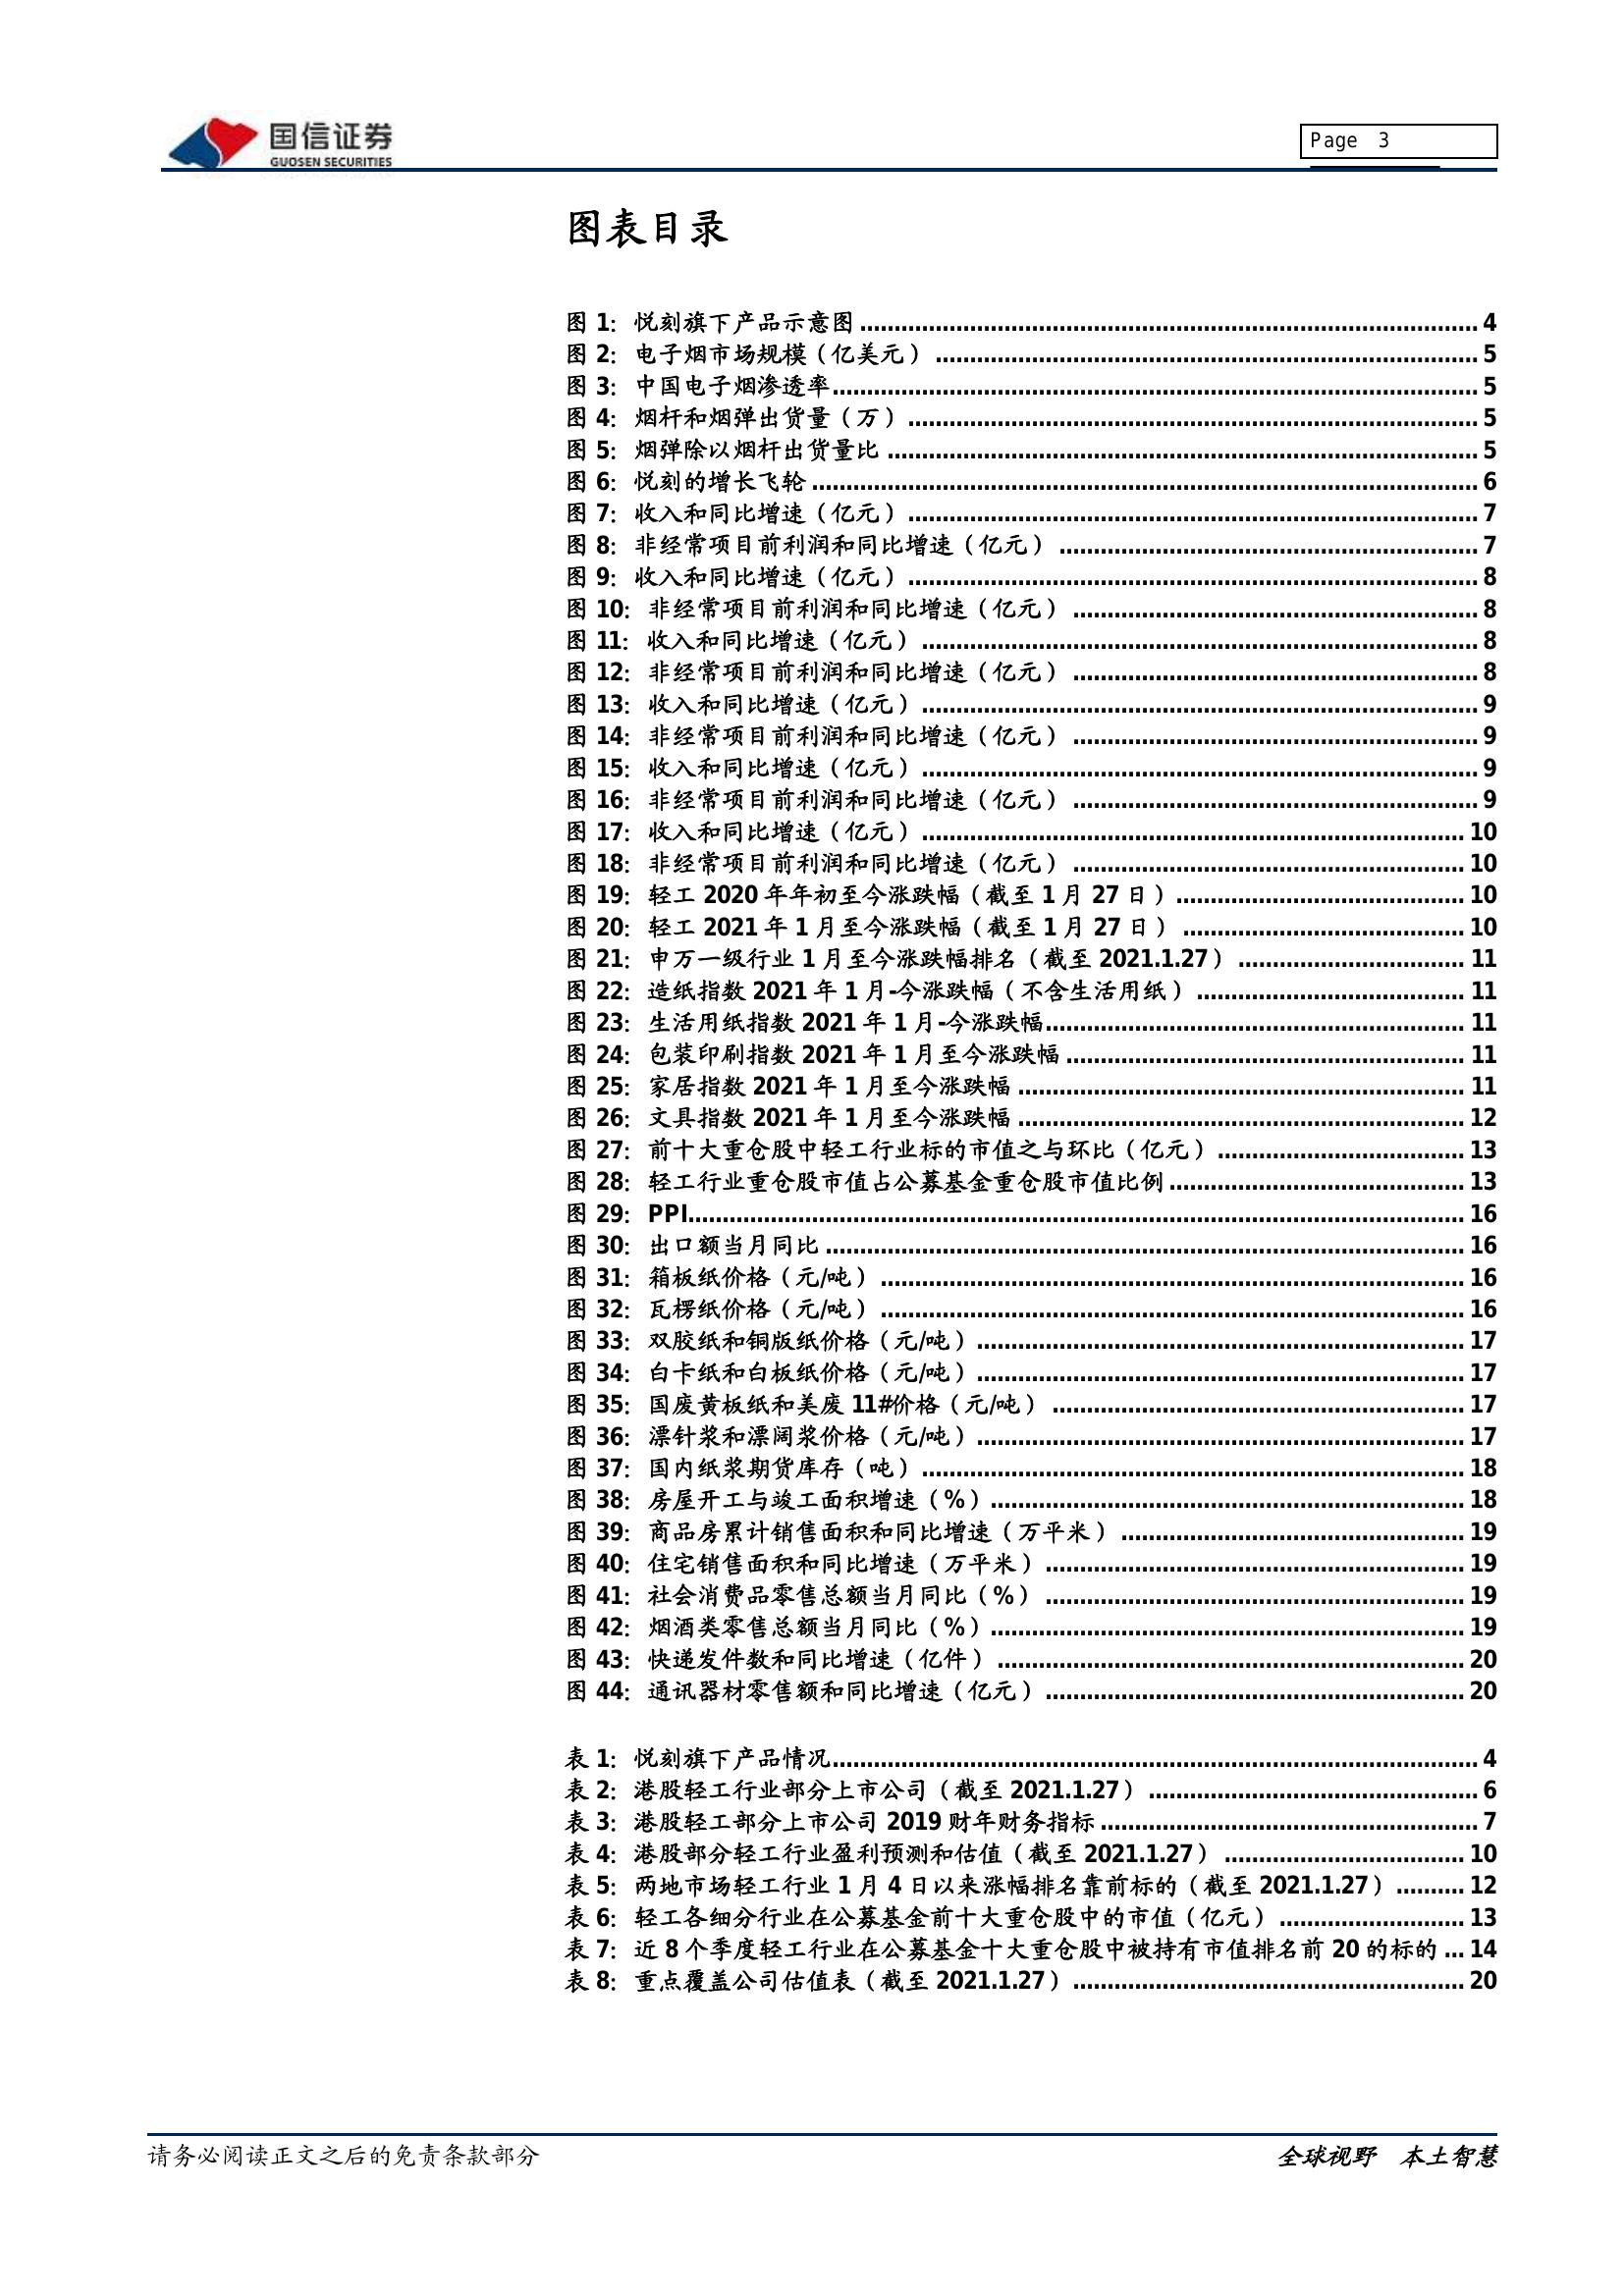 国信证券
GUOSEN SECURITIES
Page 3
图表目录
图 1：悦刻旗下产品示意图 ........ 4
图 2：电子烟市场规模（亿美元） ........ 5
图 3：中国电子烟渗透率 ........ 5
图 4：烟杆和烟弹出货量（万） ........ 5
图 5：烟弹除以烟杆出货量比 ........ 5
图 6：悦刻的增长飞轮 ........ 6
图 7：收入和同比增速（亿元） ........ 7
图 8：非经常项目前利润和同比增速（亿元） ........ 7
图 9：收入和同比增速（亿元） ........ 8
图 10：非经常项目前利润和同比增速（亿元） ........ 8
图 11：收入和同比增速（亿元） ........ 8
图 12：非经常项目前利润和同比增速（亿元） ........ 8
图 13：收入和同比增速（亿元） ........ 9
图 14：非经常项目前利润和同比增速（亿元） ........ 9
图 15：收入和同比增速（亿元） ........ 9
图 16：非经常项目前利润和同比增速（亿元） ........ 9
图 17：收入和同比增速（亿元） ........ 10
图 18：非经常项目前利润和同比增速（亿元） ........ 10
图 19：轻工 2020 年年初至今涨跌幅（截至 1 月 27 日） ........ 10
图 20：轻工 2021 年 1 月至今涨跌幅（截至 1 月 27 日） ........ 10
图 21：申万一级行业 1 月至今涨跌幅排名（截至 2021.1.27） ........ 11
图 22：造纸指数 2021 年 1 月-今涨跌幅（不含生活用纸） ........ 11
图 23：生活用纸指数 2021 年 1 月-今涨跌幅 ........ 11
图 24：包装印刷指数 2021 年 1 月至今涨跌幅 ........ 11
图 25：家居指数 2021 年 1 月至今涨跌幅 ........ 11
图 26：文具指数 2021 年 1 月至今涨跌幅 ........ 12
图 27：前十大重仓股中轻工行业标的市值之与环比（亿元） ........ 13
图 28：轻工行业重仓股市值占公募基金重仓股市值比例 ........ 13
图 29：PPI ........ 16
图 30：出口额当月同比 ........ 16
图 31：箱板纸价格（元/吨） ........ 16
图 32：瓦楞纸价格（元/吨） ........ 16
图 33：双胶纸和铜版纸价格（元/吨） ........ 17
图 34：白卡纸和白板纸价格（元/吨） ........ 17
图 35：国废黄板纸和美废 11#价格（元/吨） ........ 17
图 36：漂针浆和漂阔浆价格（元/吨） ........ 17
图 37：国内纸浆期货库存（吨） ........ 18
图 38：房屋开工与竣工面积增速（%） ........ 18
图 39：商品房累计销售面积和同比增速（万平米） ........ 19
图 40：住宅销售面积和同比增速（万平米） ........ 19
图 41：社会消费品零售总额当月同比（%） ........ 19
图 42：烟酒类零售总额当月同比（%） ........ 19
图 43：快递发件数和同比增速（亿件） ........ 20
图 44：通讯器材零售额和同比增速（亿元） ........ 20
表 1：悦刻旗下产品情况 ........ 4
表 2：港股轻工行业部分上市公司（截至 2021.1.27） ........ 6
表 3：港股轻工部分上市公司 2019 财年财务指标 ........ 7
表 4：港股部分轻工行业盈利预测和估值（截至 2021.1.27） ........ 10
表 5：两地市场轻工行业 1 月 4 日以来涨幅排名靠前标的（截至 2021.1.27） ........ 12
表 6：轻工各细分行业在公募基金前十大重仓股中的市值（亿元） ........ 13
表 7：近 8 个季度轻工行业在公募基金十大重仓股中被持有市值排名前 20 的标的 ... 14
表 8：重点覆盖公司估值表（截至 2021.1.27） ........ 20
请务必阅读正文之后的免责条款部分
全球视野 本土智慧